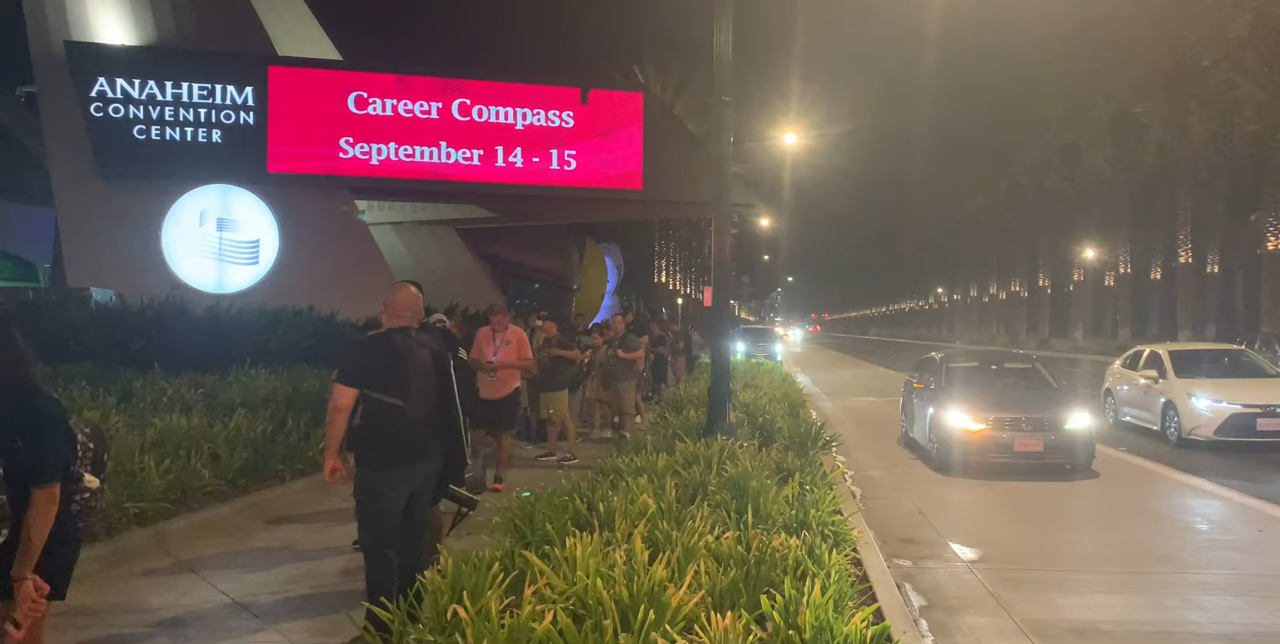 ANAHEIM
CONVENTION
CENTER
Career Compass
September 14 - 15